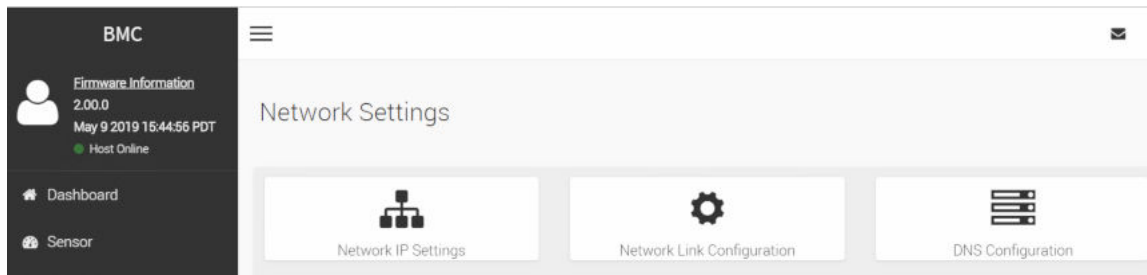 BMC
Firmware Information
2.00.0
May 9 2019 15:44:56 PDT
Host Online
Dashboard
Sensor
Network Settings
Network IP Settings
Network Link Configuration
DNS Configuration